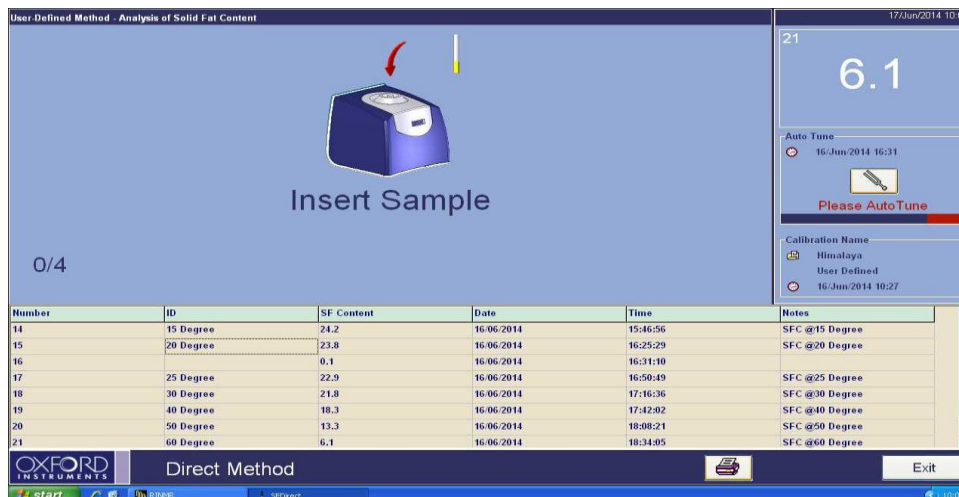 User-Defined Method - Analysis of Solid Fat Content
17/Jun/2014 10:
21
6.1
Auto Tune
16/Jun/2014 16:31
Please AutoTune
Insert Sample
0/4
Calibration Name
Himalaya
User Defined
16/Jun/2014 10:27
Number ID SF Content Date Time Notes
14 15 Degree 24.2 16/06/2014 15:46:56 SFC @15 Degree
15 20 Degree 23.8 16/06/2014 16:25:29 SFC @20 Degree
16 0.1 16/06/2014 16:31:10
17 25 Degree 22.9 16/06/2014 16:50:49 SFC @25 Degree
18 30 Degree 21.8 16/06/2014 17:16:36 SFC @30 Degree
19 40 Degree 18.3 16/06/2014 17:42:02 SFC @40 Degree
20 50 Degree 13.3 16/06/2014 18:08:21 SFC @50 Degree
21 60 Degree 6.1 16/06/2014 18:34:05 SFC @60 Degree
OXFORD
INSTRUMENTS
Direct Method
Exit
start